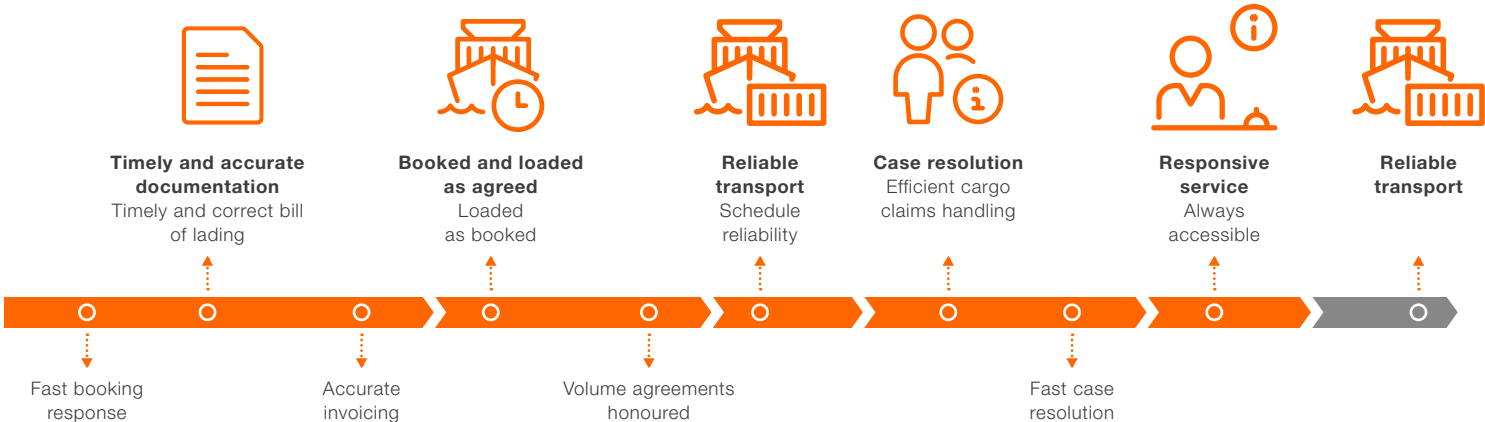 Timely and accurate
documentation
Timely and correct bill
of lading
Booked and loaded
as agreed
Loaded
as booked
Reliable
transport
Schedule
reliability
Case resolution
Efficient cargo
claims handling
Responsive
service
Always
accessible
Reliable
transport
Fast booking
response
Accurate
invoicing
Volume agreements
honoured
Fast case
resolution